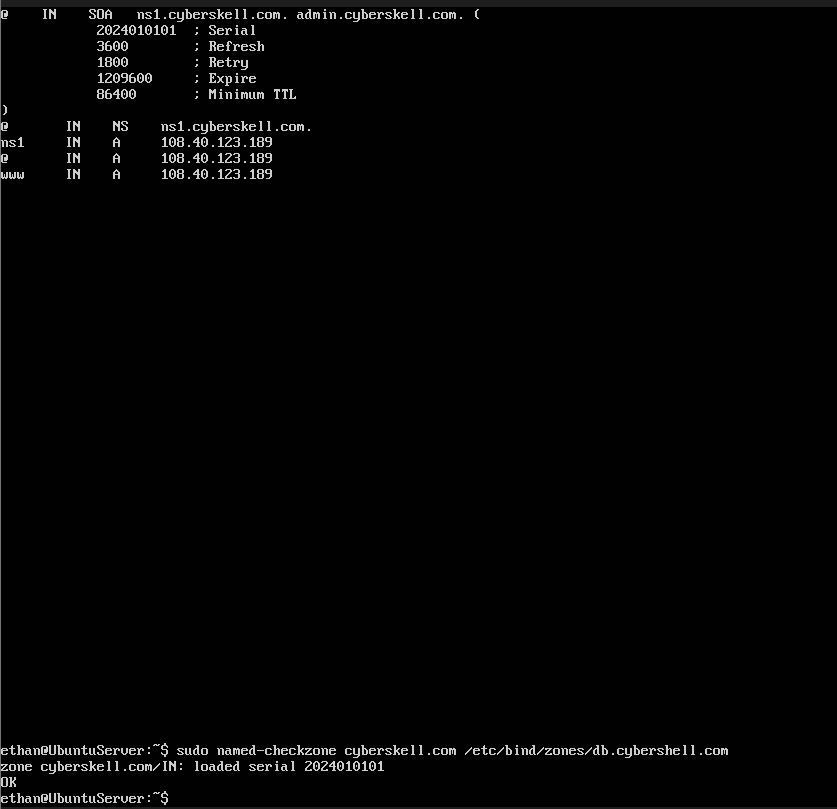 @    IN    SOA   ns1.cyberskell.com. admin.cyberskell.com. (
            2024010101  ; Serial
            3600        ; Refresh
            1800        ; Retry
            1209600     ; Expire
            86400       ; Minimum TTL
)
@       IN    NS    ns1.cyberskell.com.
ns1     IN    A     108.40.123.189
@       IN    A     108.40.123.189
www     IN    A     108.40.123.189
ethan@UbuntuServer:~$ sudo named-checkzone cyberskell.com /etc/bind/zones/db.cybershell.com
zone cyberskell.com/IN: loaded serial 2024010101
OK
ethan@UbuntuServer:~$